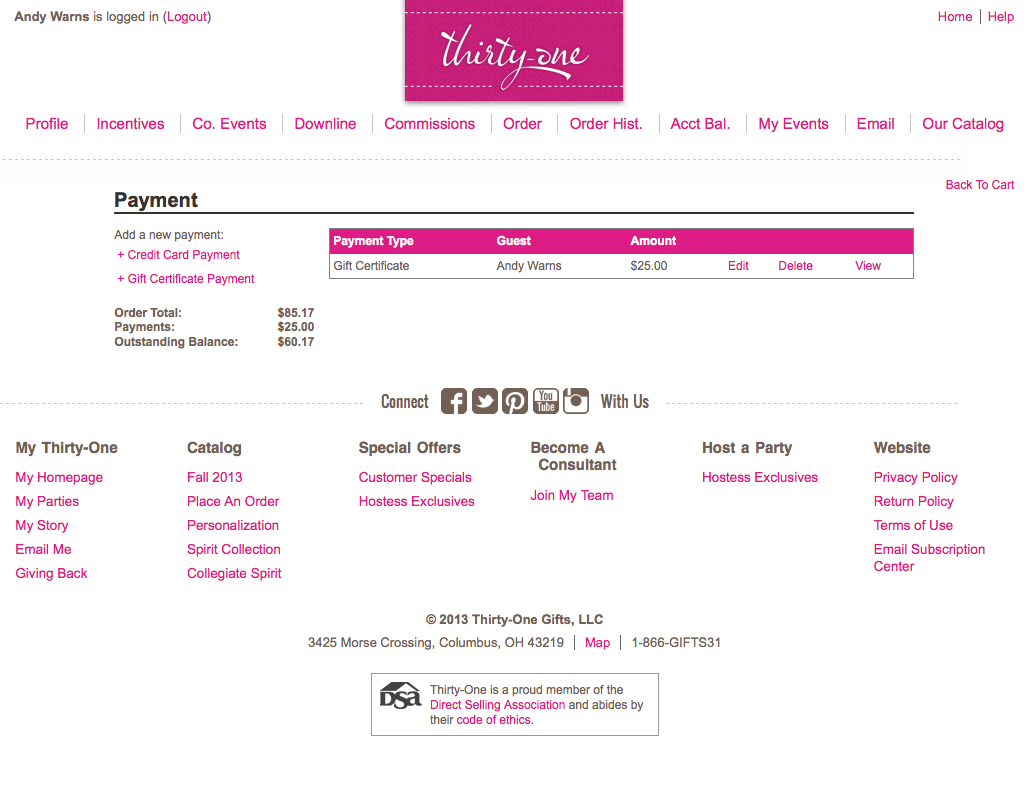 Andy Warns is logged in (Logout)
Home | Help
thirty-one
Profile | Incentives | Co. Events | Downline | Commissions | Order | Order Hist. | Acct Bal. | My Events | Email | Our Catalog
Back To Cart
Payment
Add a new payment:
+ Credit Card Payment
+ Gift Certificate Payment
Payment Type Guest Amount
Gift Certificate Andy Warns $25.00 Edit Delete View
Order Total: $85.17
Payments: $25.00
Outstanding Balance: $60.17
Connect You Tube With Us
My Thirty-One
My Homepage
My Parties
My Story
Email Me
Giving Back
Catalog
Fall 2013
Place An Order
Personalization
Spirit Collection
Collegiate Spirit
Special Offers
Customer Specials
Hostess Exclusives
Become A
Consultant
Join My Team
Host a Party
Hostess Exclusives
Website
Privacy Policy
Return Policy
Terms of Use
Email Subscription
Center
© 2013 Thirty-One Gifts, LLC
3425 Morse Crossing, Columbus, OH 43219 | Map | 1-866-GIFTS31
DSA
Thirty-One is a proud member of the
Direct Selling Association and abides by
their code of ethics.